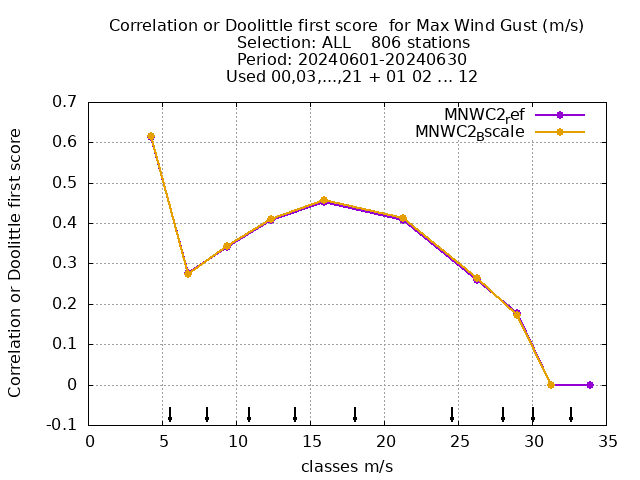 Correlation or Doolittle first score  for Max Wind Gust (m/s)
Selection: ALL    806 stations
Period: 20240601-20240630
Used 00,03,...,21 + 01 02 ... 12
MNWC2ref
MNWC2Bscale
Correlation or Doolittle first score
0.7
0.6
0.5
0.4
0.3
0.2
0.1
0
-0.1
0 5 10 15 20 25 30 35
classes m/s